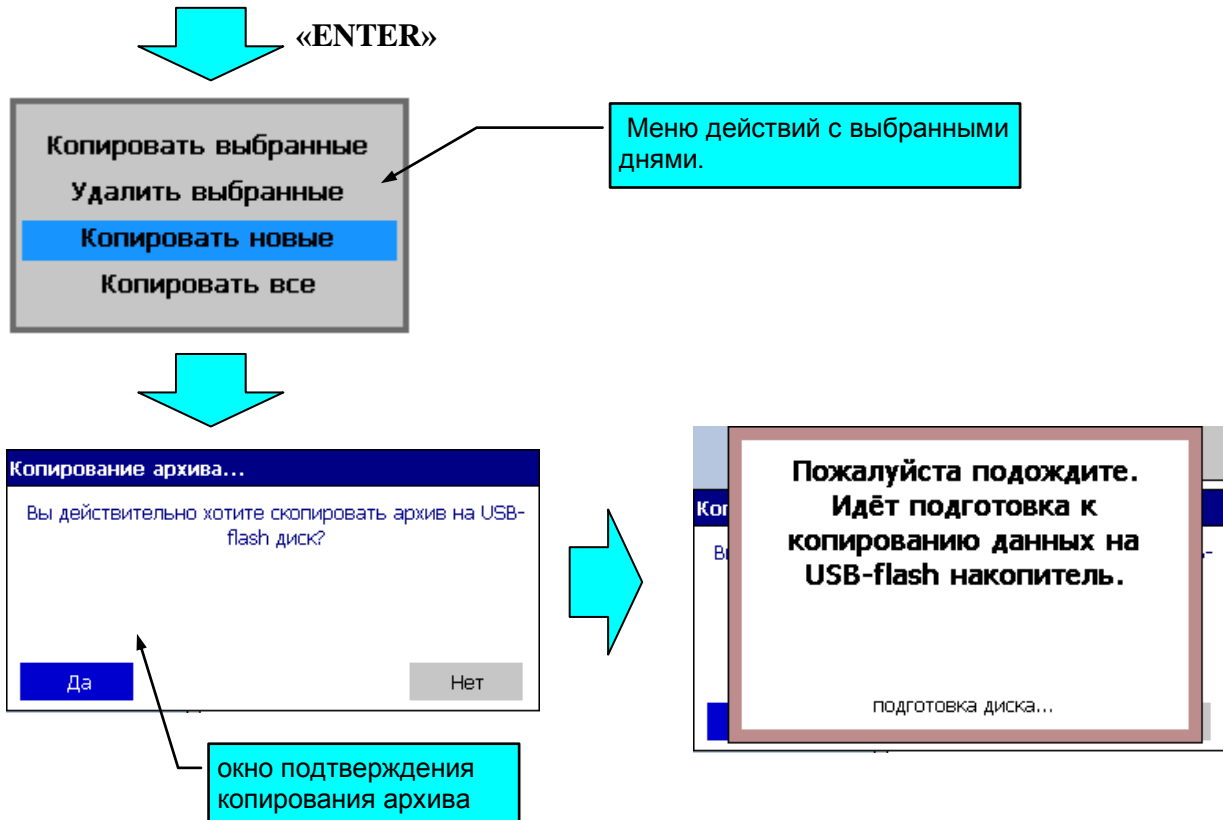 «ENTER»
Копировать выбранные
Удалить выбранные
Копировать новые
Копировать все
Меню действий с выбранными
днями.
Копирование архива...
Вы действительно хотите скопировать архив на USB-
flash диск?
Да
Нет
окно подтверждения
копирования архива
Пожалуйста подождите.
Идёт подготовка к
копированию данных на
USB-flash накопитель.
подготовка диска...